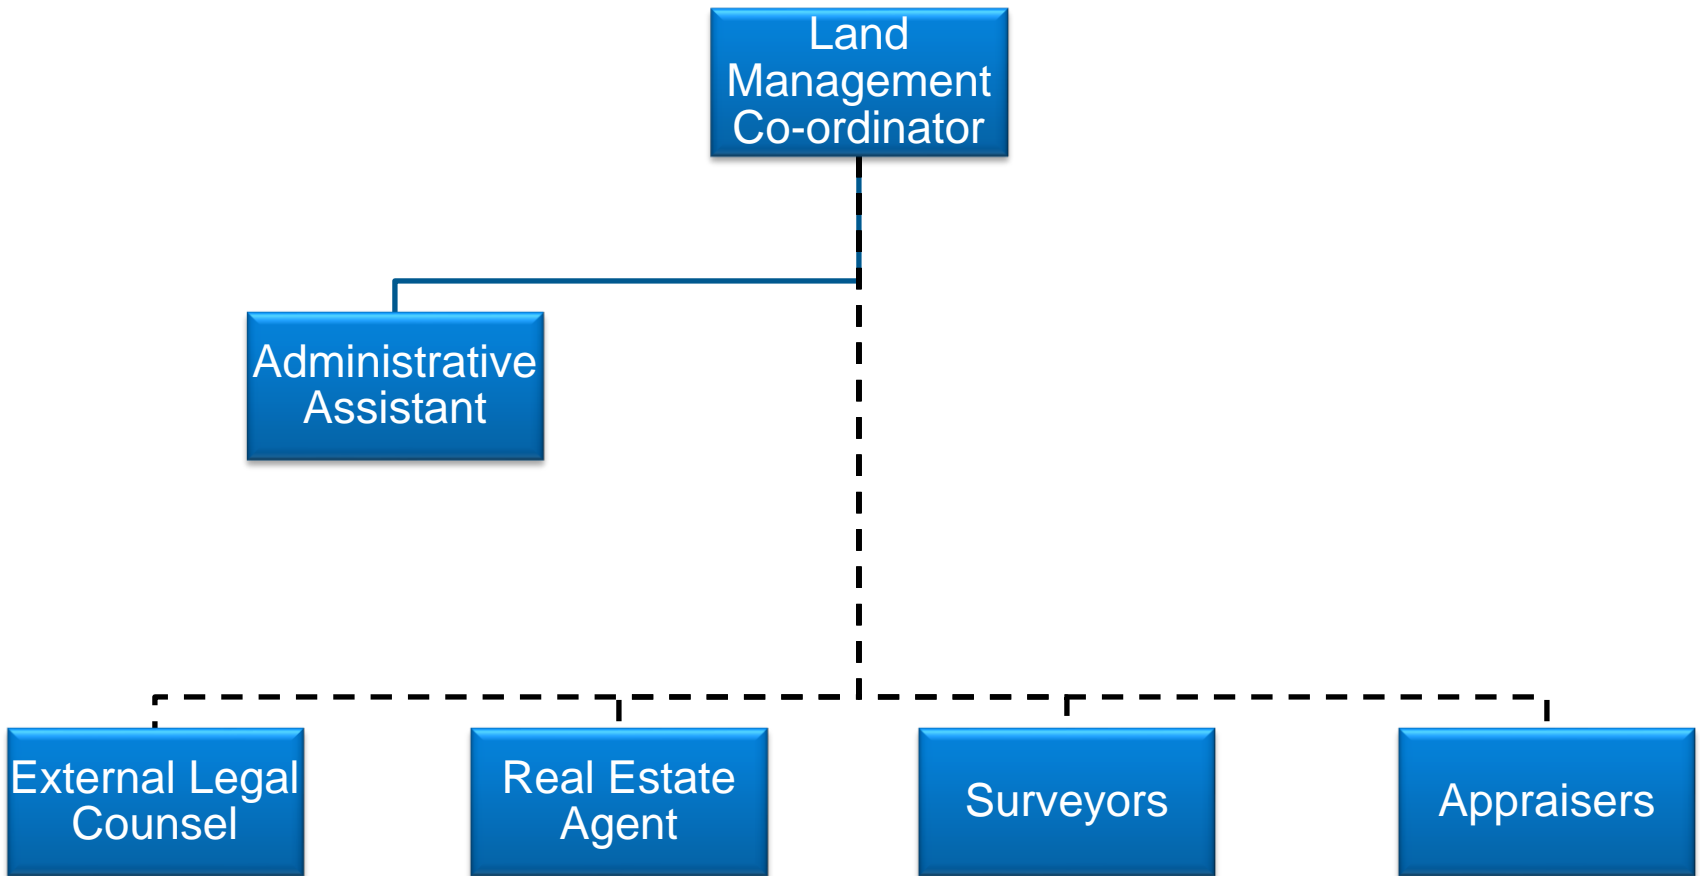 Land
Management
Co-ordinator
Administrative
Assistant
External Legal
Counsel
Real Estate
Agent
Surveyors
Appraisers